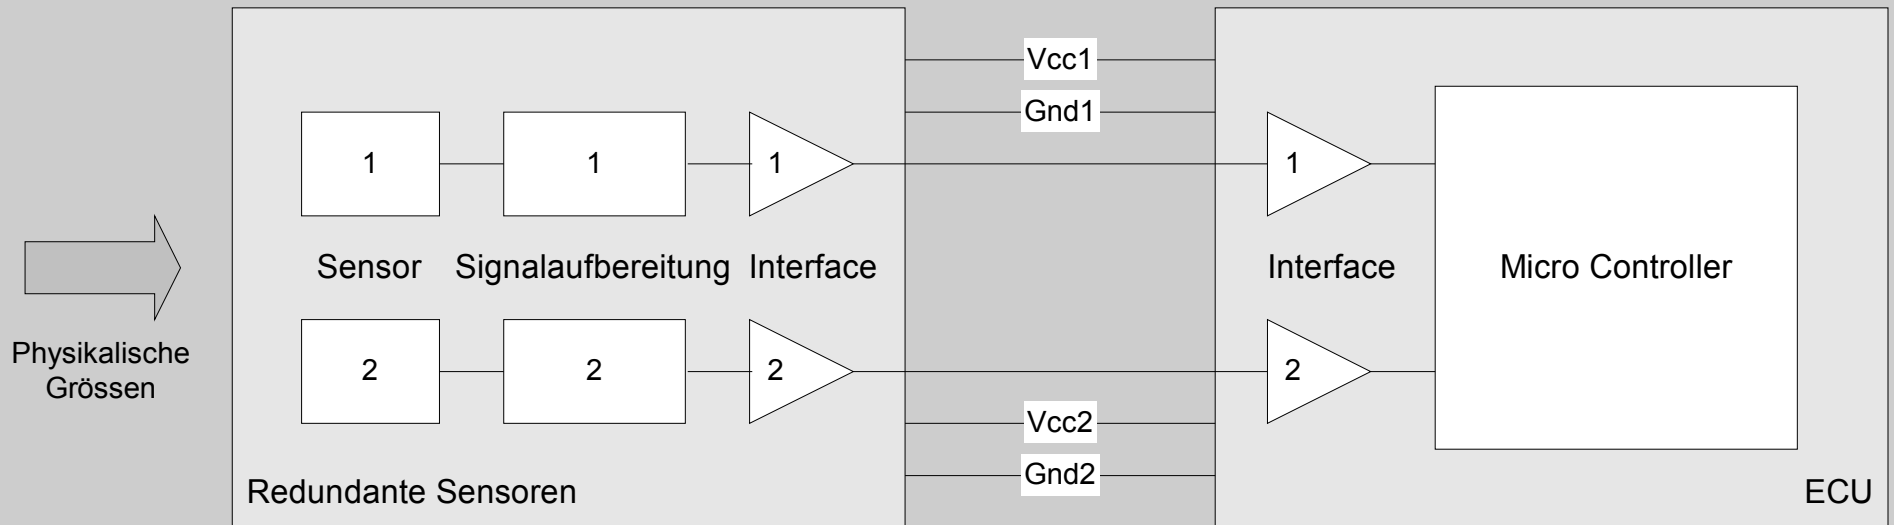 Vcc1
Gnd1
1 1 1 1
Sensor Signalaufbereitung Interface Interface Micro Controller
Physikalische
Grössen
2 2 2 2
Vcc2
Gnd2
Redundante Sensoren ECU